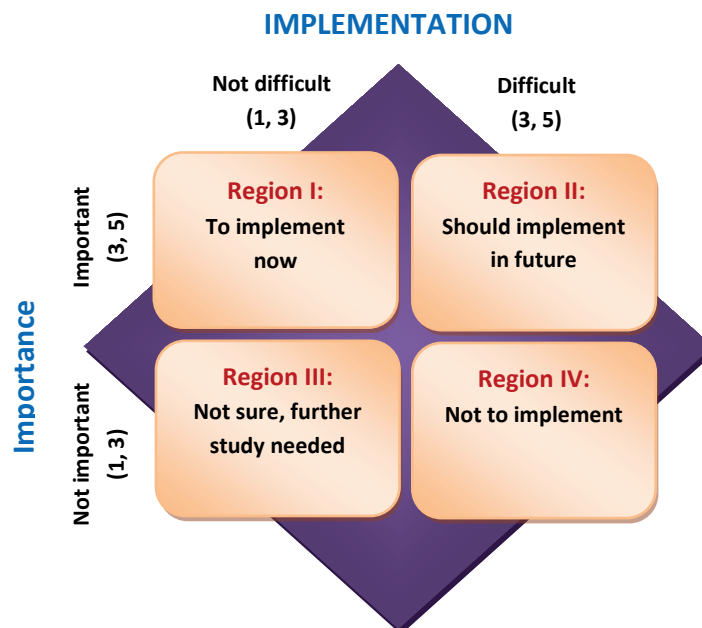 IMPLEMENTATION
Not difficult
(1, 3)
Difficult
(3, 5)
Importance
Important
(3, 5)
Region I:
To implement
now
Region II:
Should implement
in future
Not important
(1, 3)
Region III:
Not sure, further
study needed
Region IV:
Not to implement